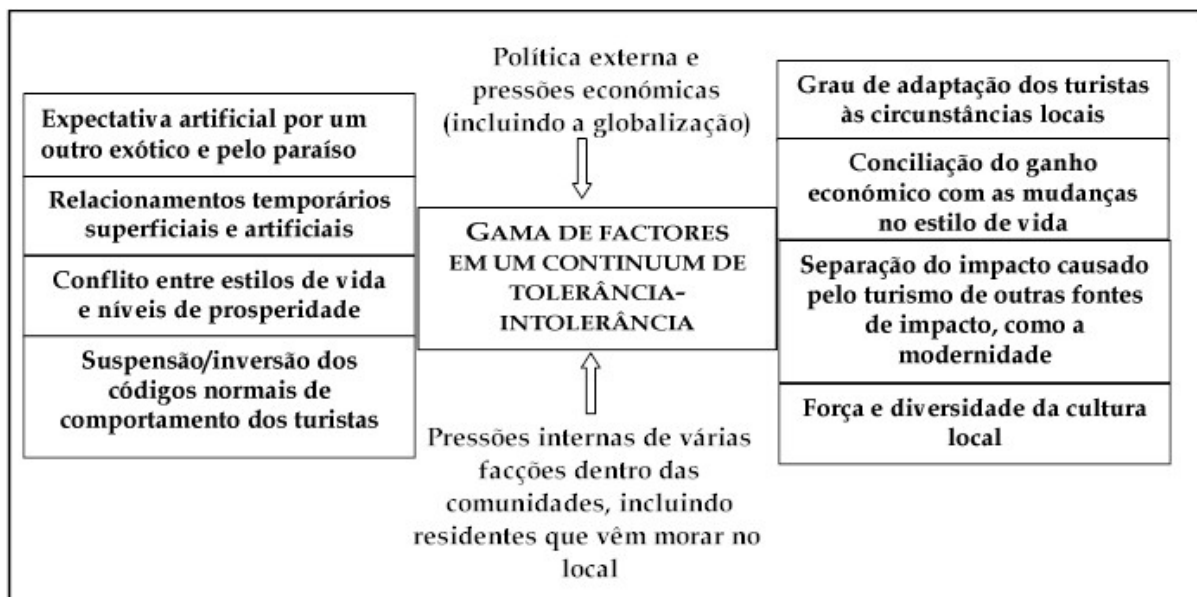 Expectativa artificial por um
outro exótico e pelo paraíso
Relacionamentos temporários
superficiais e artificiais
Conflito entre estilos de vida
e níveis de prosperidade
Suspensão/inversão dos
códigos normais de
comportamento dos turistas
Política externa e
pressões económicas
(incluindo a globalização)
GAMA DE FACTORES
EM UM CONTINUUM DE
TOLERÂNCIA-
INTOLERÂNCIA
Pressões internas de várias
facções dentro das
comunidades, incluindo
residentes que vêm morar no
local
Grau de adaptação dos turistas
às circunstâncias locais
Conciliação do ganho
económico com as mudanças
no estilo de vida
Separação do impacto causado
pelo turismo de outras fontes
de impacto, como a
modernidade
Força e diversidade da cultura
local